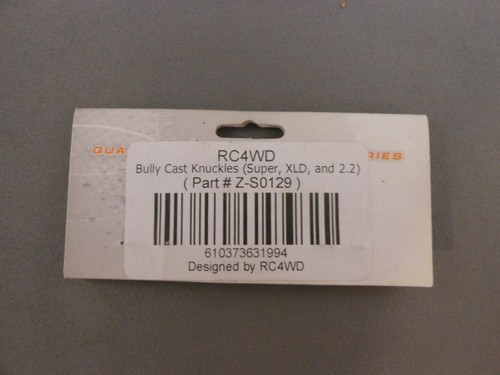 RC4WD
Bully Cast Knuckles (Super, XLD, and 2.2)
( Part # Z-S0129 )
610373631994
Designed by RC4WD